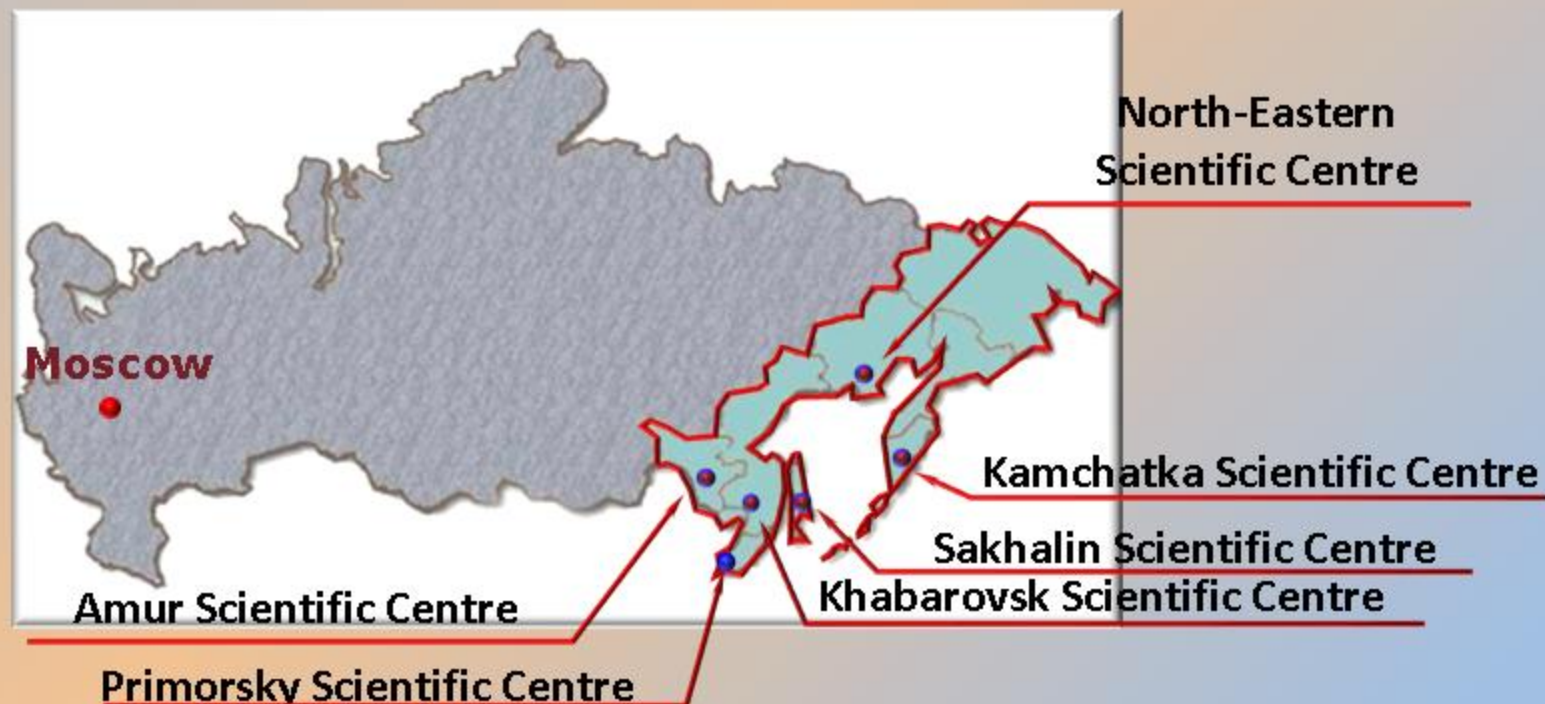 North-Eastern
Scientific Centre
Moscow
Kamchatka Scientific Centre
Sakhalin Scientific Centre
Khabarovsk Scientific Centre
Amur Scientific Centre
Primorsky Scientific Centre